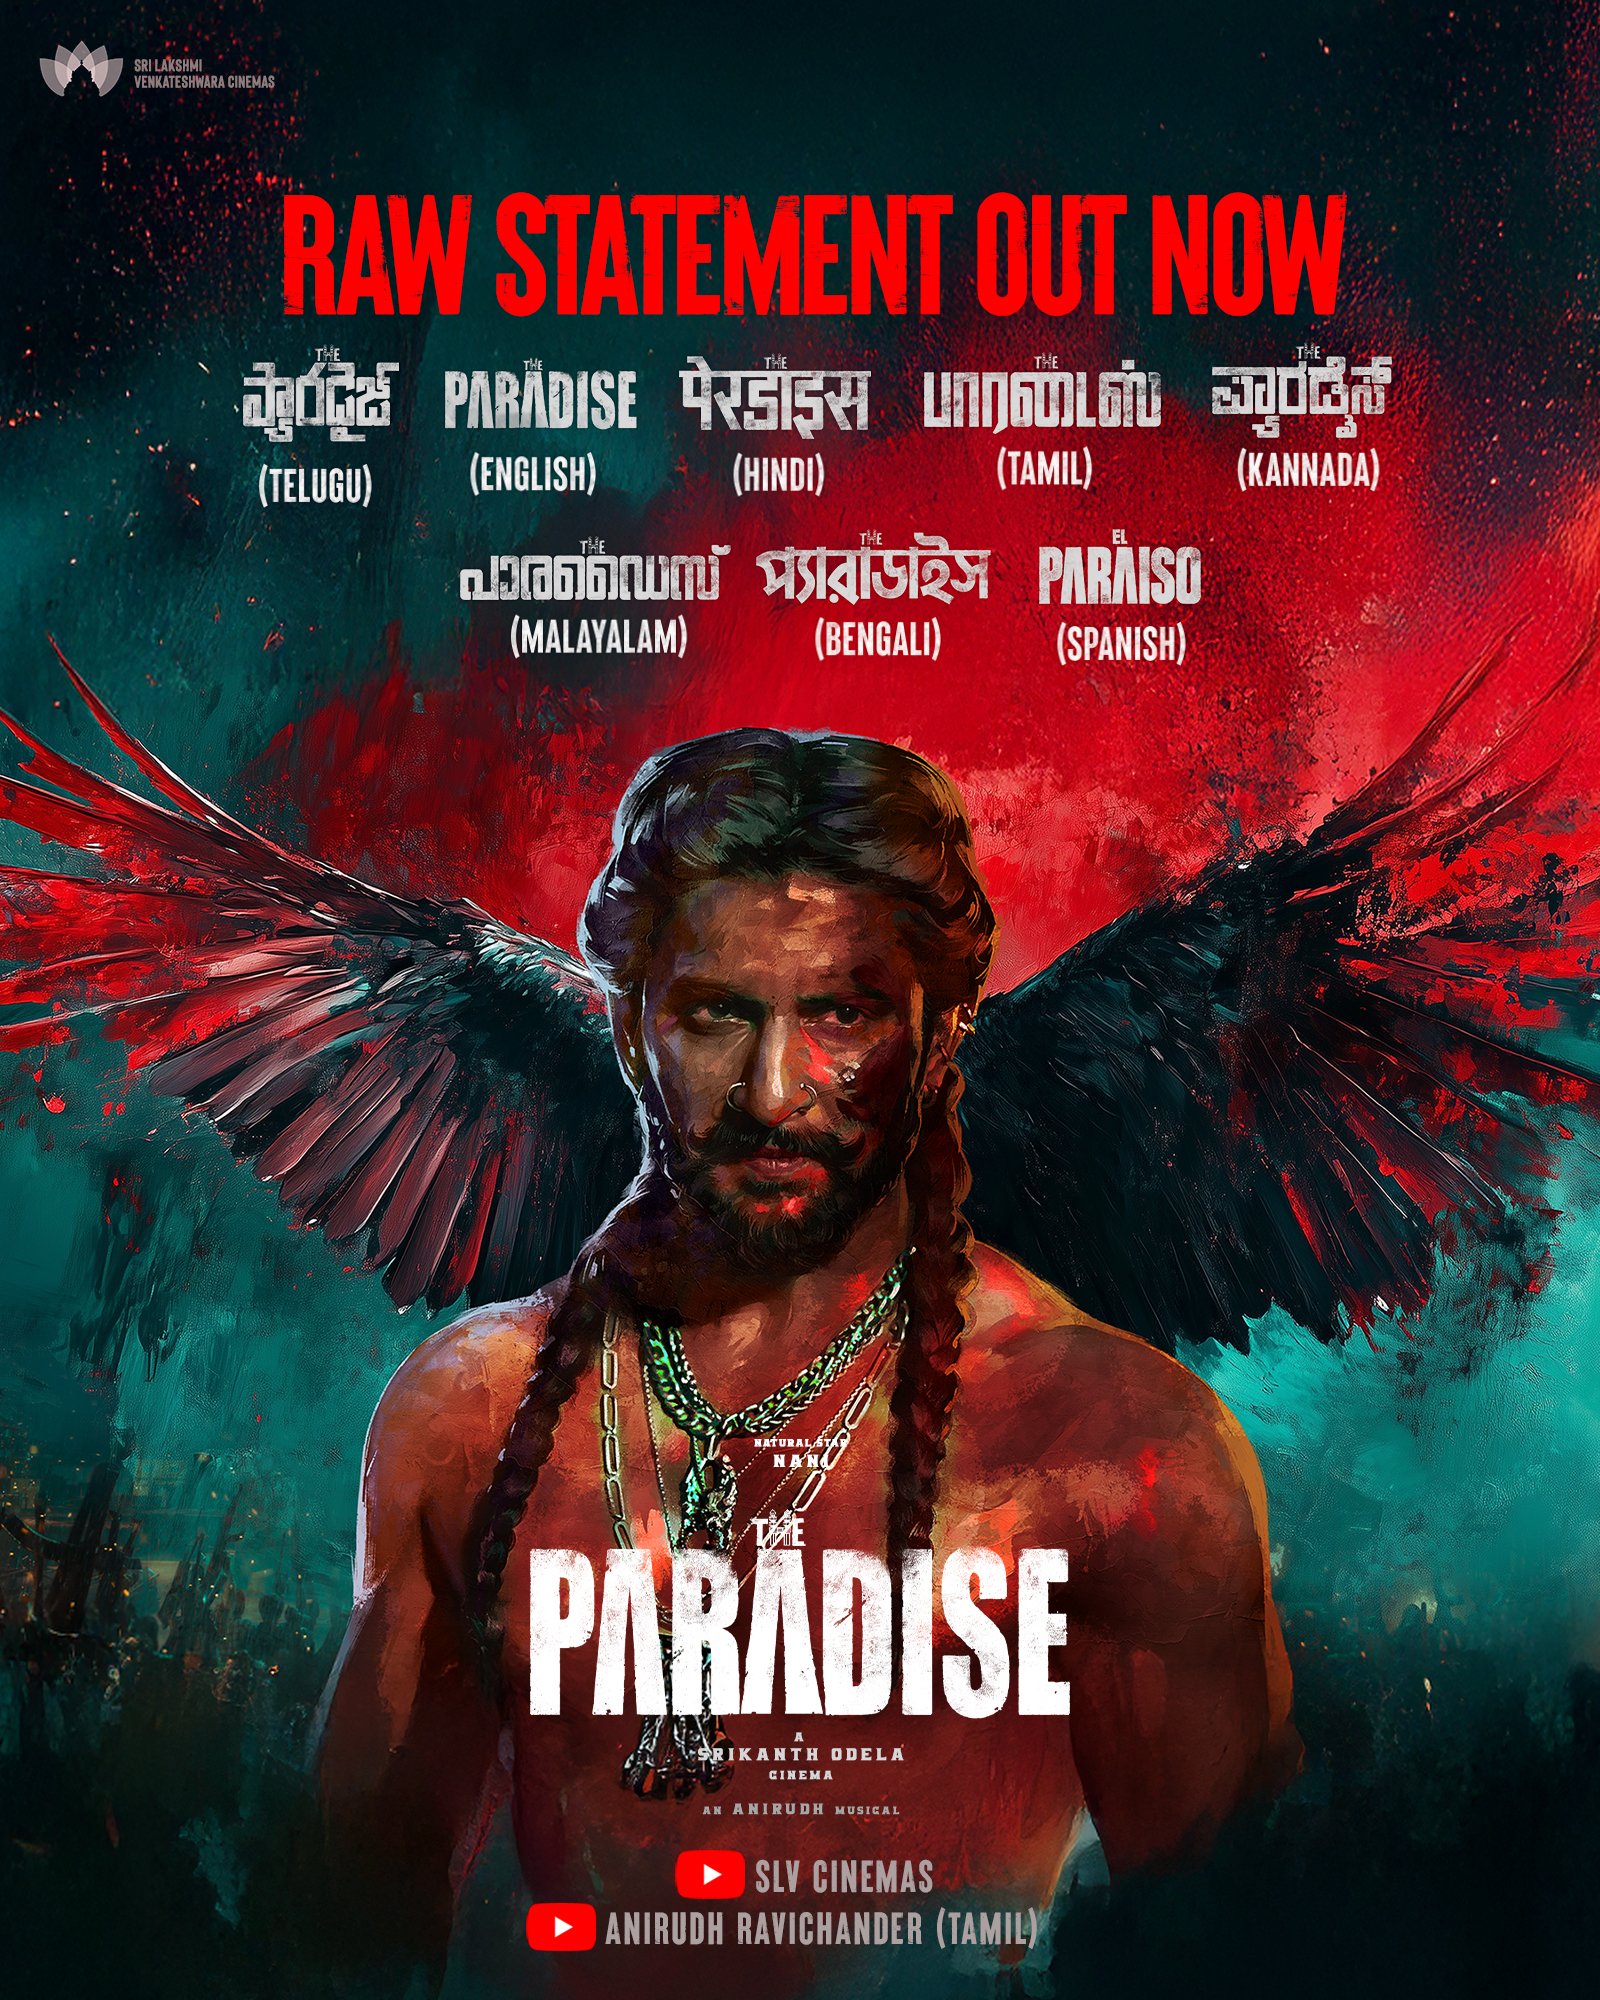 SRI LAKSHMI
VENKATESHWARA CINEMAS
RAW STATEMENT OUT NOW
THE THE THE THE THE
ప్యారడైజ్ PARADISE पेरडाइस பாரடைஸ் ಪ್ಯಾರಡೈಸ್
(TELUGU) (ENGLISH) (HINDI) (TAMIL) (KANNADA)
THE THE EL
പാരഡൈസ് প্যারাডাইস PARAISO
(MALAYALAM) (BENGALI) (SPANISH)
NATURAL STAR
NANI
THE
PARADISE
A
SRIKANTH ODELA
CINEMA
AN ANIRUDH MUSICAL
SLV CINEMAS
ANIRUDH RAVICHANDER (TAMIL)